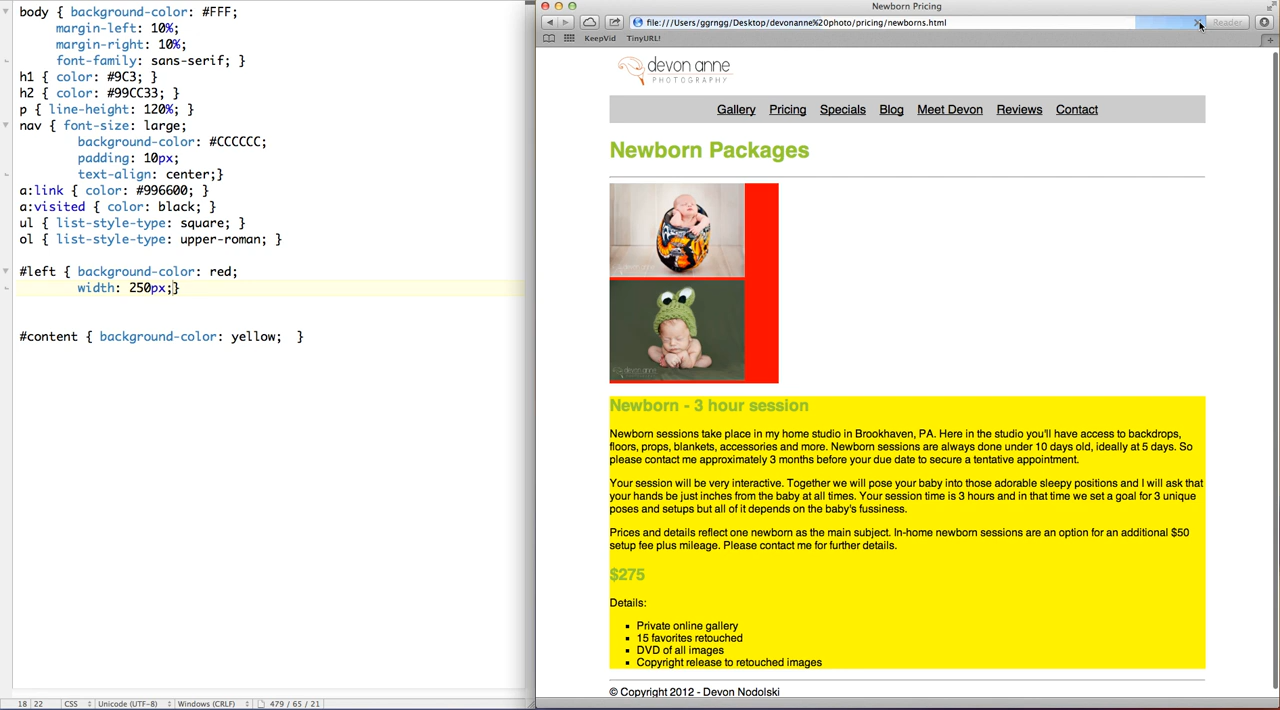 body { background-color: #FFF;
margin-left: 10%;
margin-right: 10%;
font-family: sans-serif; }
h1 { color: #9C3; }
h2 { color: #99CC33; }
p { line-height: 120%; }
nav { font-size: large;
background-color: #CCCCCC;
padding: 10px;
text-align: center;}
a:link { color: #996600; }
a:visited { color: black; }
ul { list-style-type: square; }
ol { list-style-type: upper-roman; }
#left { background-color: red;
width: 250px;}
#content { background-color: yellow;  }
18 22 CSS Unicode (UTF-8) Windows (CRLF) 479 / 65 / 21
Newborn Pricing
file:///Users/ggrngg/Desktop/devonanne%20photo/pricing/newborns.html
Reader
KeepVid TinyURL!
devon anne
PHOTOGRAPHY
Gallery Pricing Specials Blog Meet Devon Reviews Contact
Newborn Packages
Newborn - 3 hour session
Newborn sessions take place in my home studio in Brookhaven, PA. Here in the studio you'll have access to backdrops,
floors, props, blankets, accessories and more. Newborn sessions are always done under 10 days old, ideally at 5 days. So
please contact me approximately 3 months before your due date to secure a tentative appointment.
Your session will be very interactive. Together we will pose your baby into those adorable sleepy positions and I will ask that
your hands be just inches from the baby at all times. Your session time is 3 hours and in that time we set a goal for 3 unique
poses and setups but all of it depends on the baby's fussiness.
Prices and details reflect one newborn as the main subject. In-home newborn sessions are an option for an additional $50
setup fee plus mileage. Please contact me for further details.
$275
Details:
Private online gallery
15 favorites retouched
DVD of all images
Copyright release to retouched images
© Copyright 2012 - Devon Nodolski